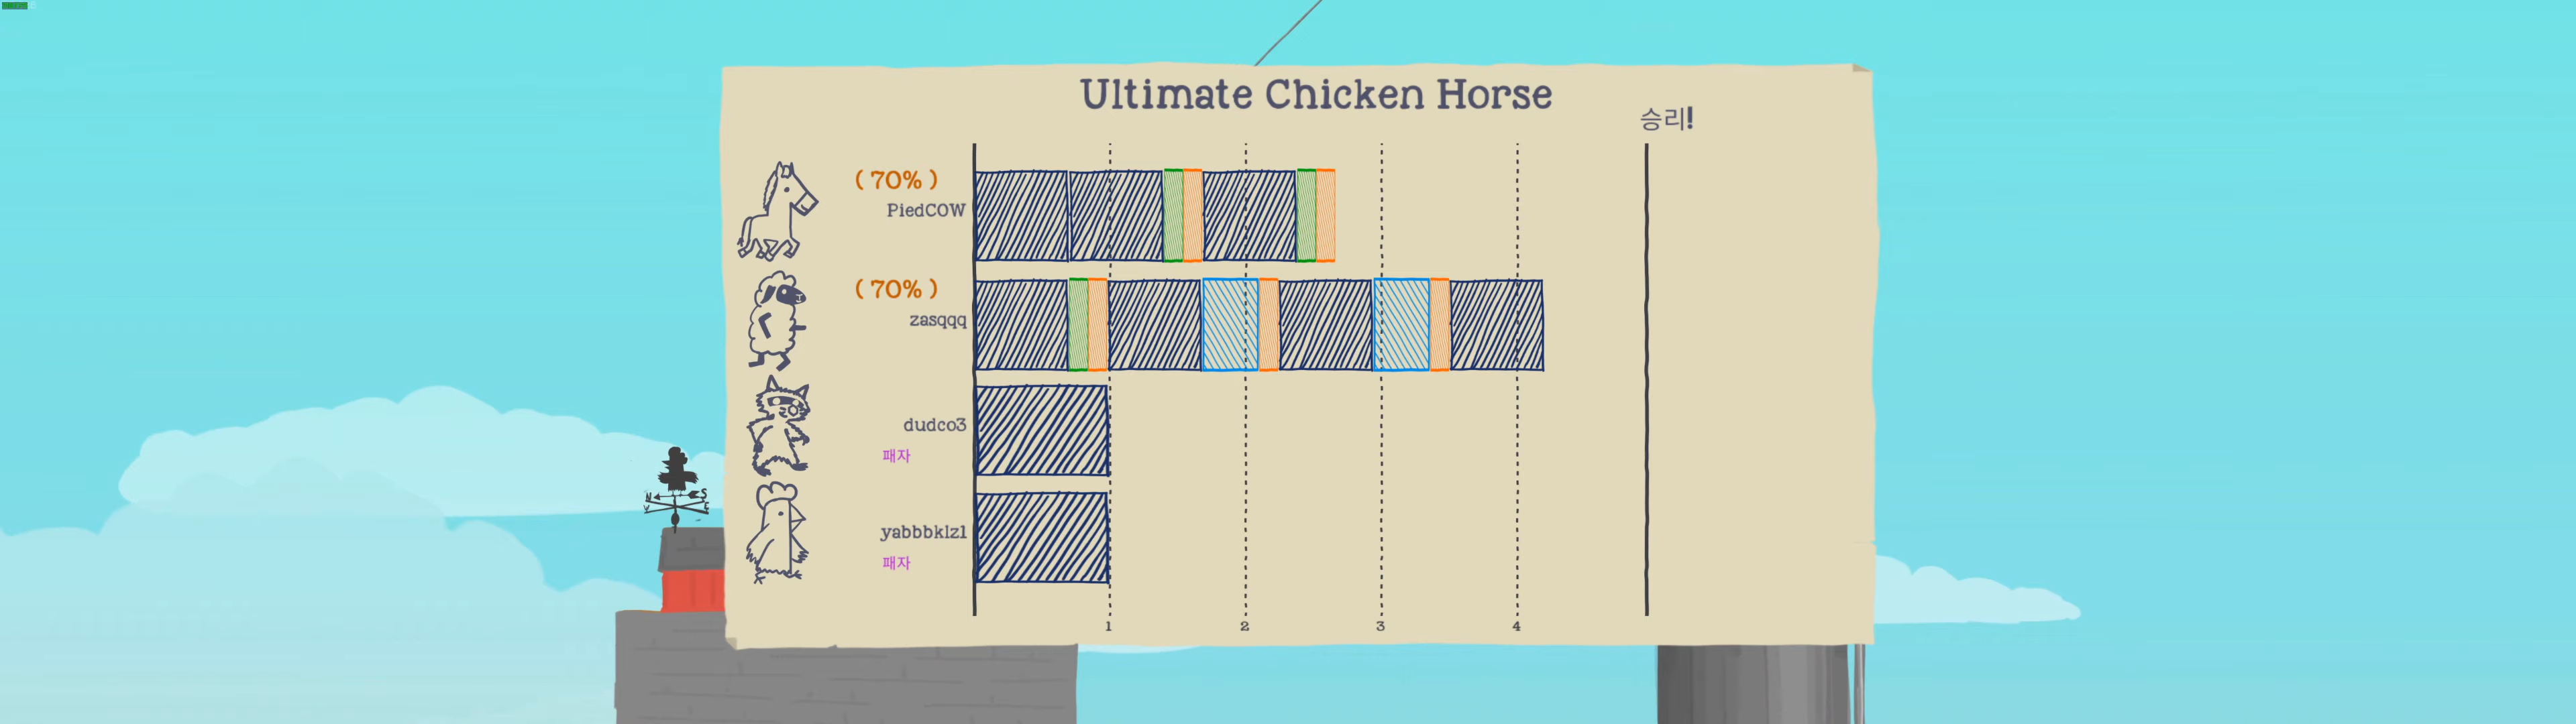 Ultimate Chicken Horse
승리!
( 70% )
PiedCOW
( 70% )
zasqqq
dudco3
패자
yabbbklz1
패자
1 2 3 4
N S